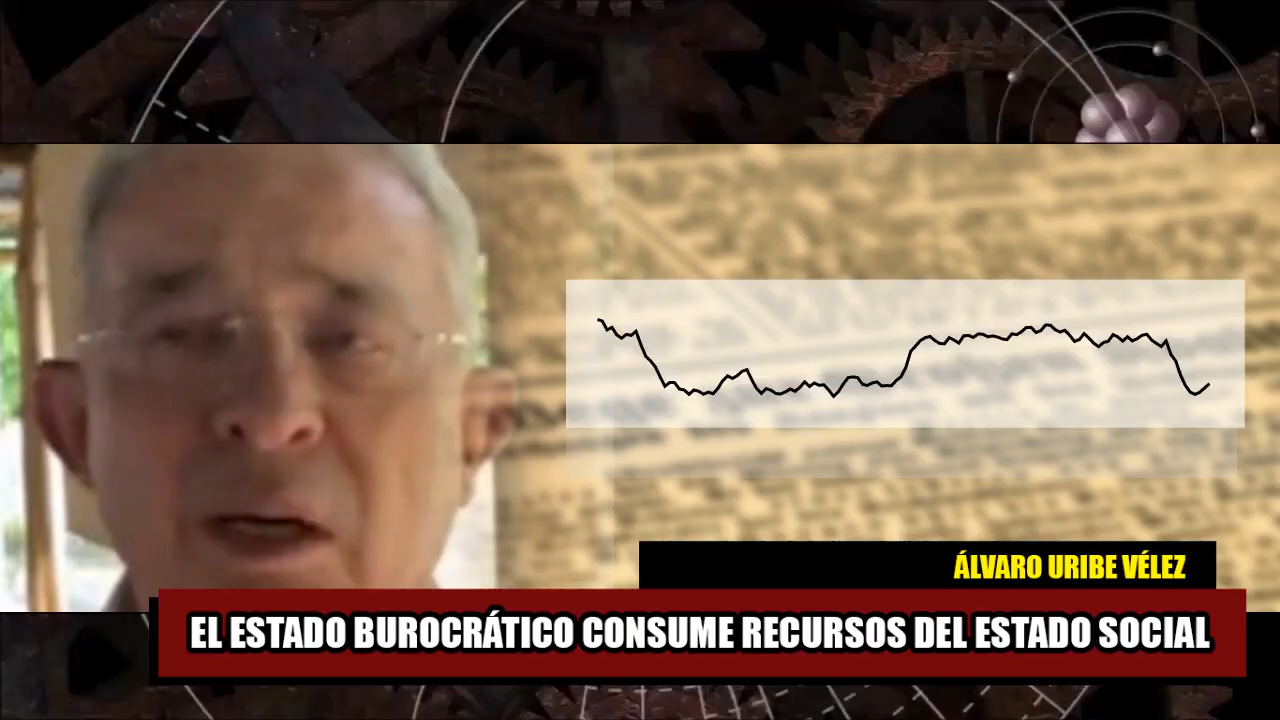 ÁLVARO URIBE VÉLEZ
EL ESTADO BUROCRÁTICO CONSUME RECURSOS DEL ESTADO SOCIAL